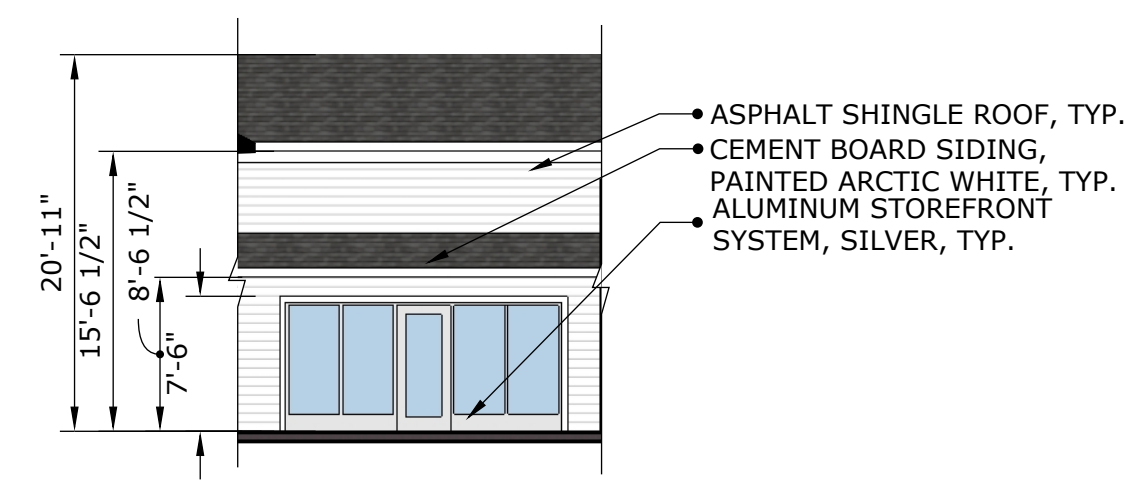 20'-11"
15'-6 1/2"
8'-6 1/2"
7'-6"
ASPHALT SHINGLE ROOF, TYP.
CEMENT BOARD SIDING,
PAINTED ARCTIC WHITE, TYP.
ALUMINUM STOREFRONT
SYSTEM, SILVER, TYP.